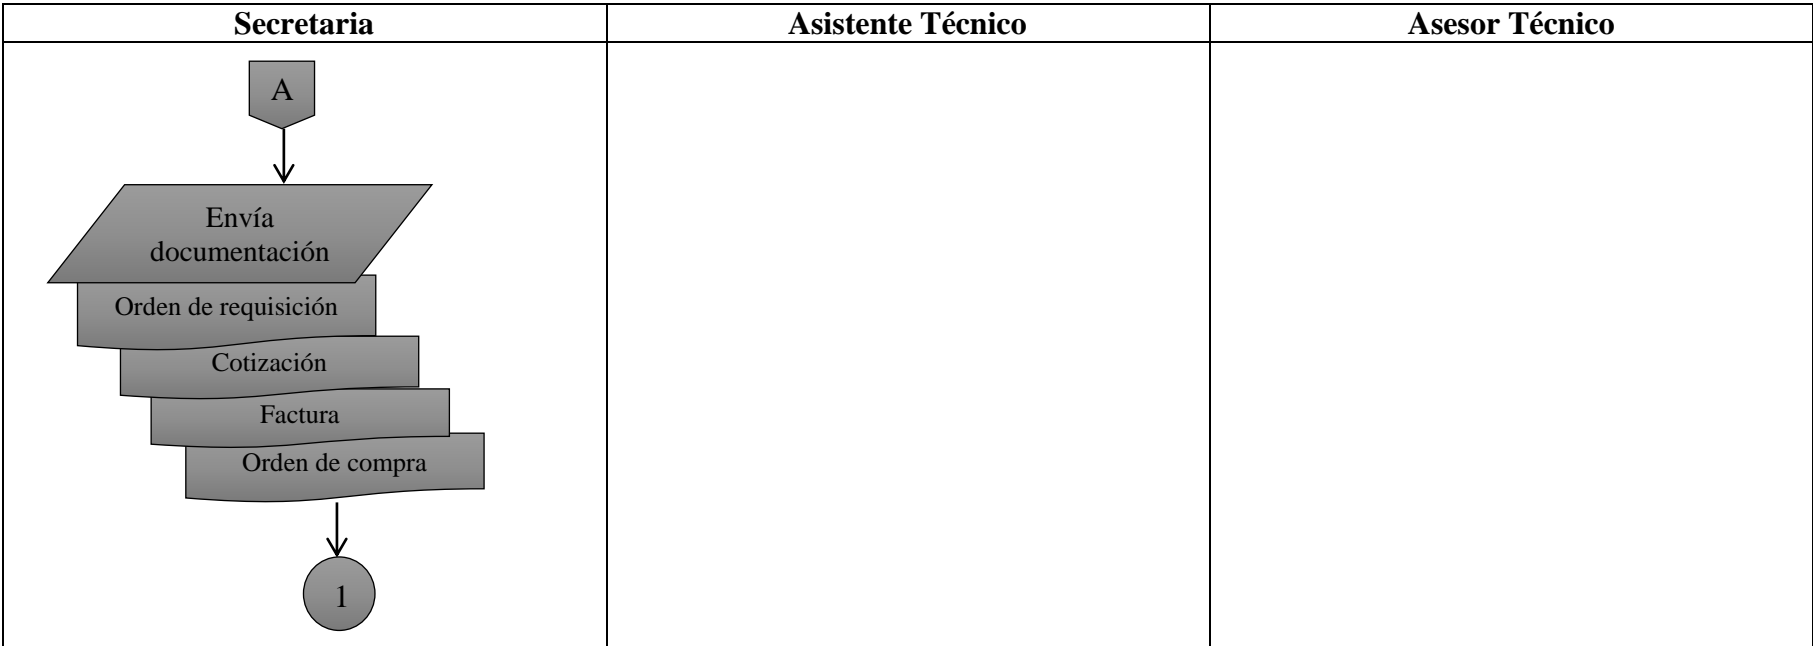 Secretaria
Asistente Técnico
Asesor Técnico
A
Envía
documentación
Orden de requisición
Cotización
Factura
Orden de compra
1